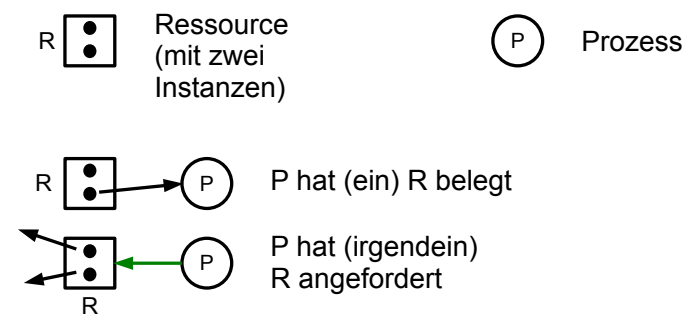 R
Ressource
(mit zwei
Instanzen)
P
Prozess
R
P
P hat (ein) R belegt
P
P hat (irgendein)
R angefordert
R